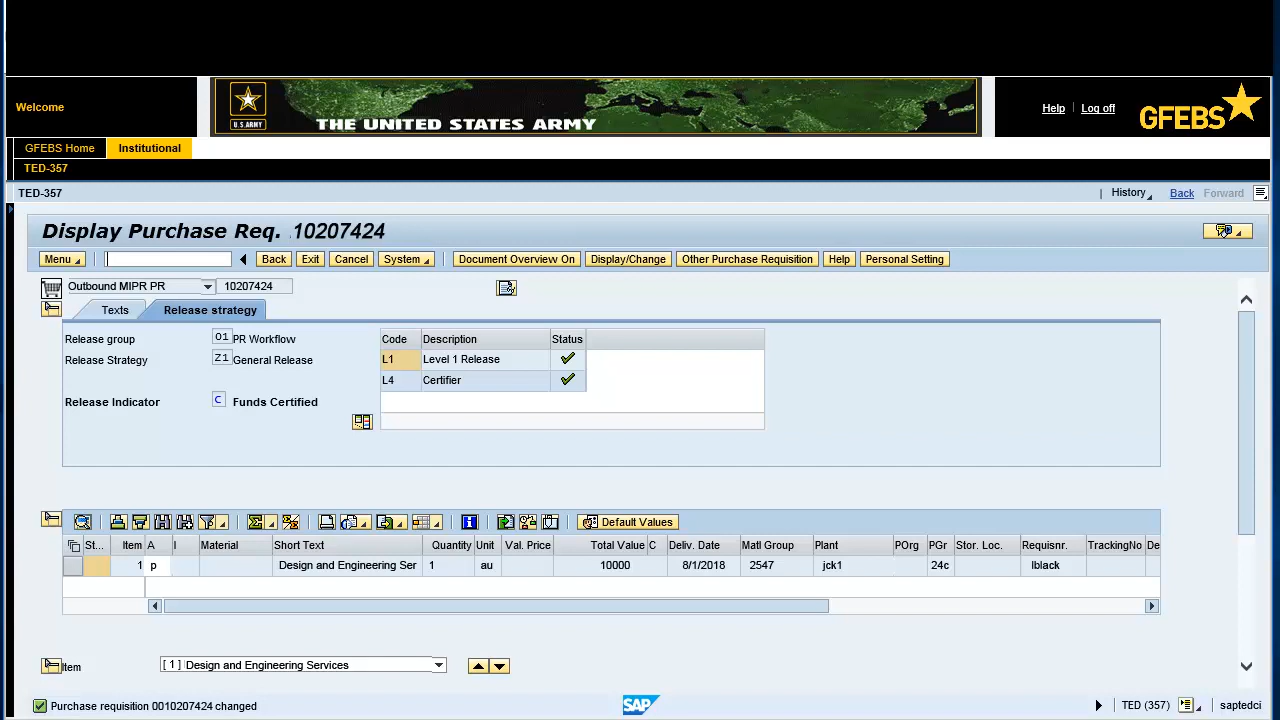 Welcome
U.S.ARMY
THE UNITED STATES ARMY
Help | Log off
GFEBS
GFEBS Home Institutional
TED-357
TED-357
| History Back Forward
Display Purchase Req. 10207424
Menu Back Exit Cancel System Document Overview On Display/Change Other Purchase Requisition Help Personal Setting
Outbound MIPR PR 10207424
Texts Release strategy
Release group 01 PR Workflow
Release Strategy Z1 General Release
Release Indicator C Funds Certified
Code Description Status
L1 Level 1 Release
L4 Certifier
Default Values
St... Item A I Material Short Text Quantity Unit Val. Price Total Value C Deliv. Date Matl Group Plant POrg PGr Stor. Loc. Requisnr. TrackingNo De
1 p Design and Engineering Ser 1 au 10000 8/1/2018 2547 jck1 24c lblack
Item [ 1 ] Design and Engineering Services
Purchase requisition 0010207424 changed SAP TED (357) saptedci